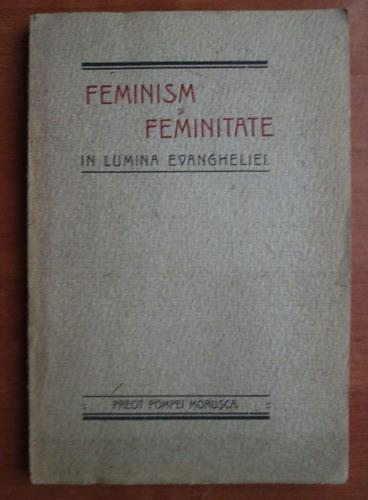 FEMINISM
ȘI
FEMINITATE
IN LUMINA EVANGHELIEI.
PREOT POMPEI MORUȘCA.